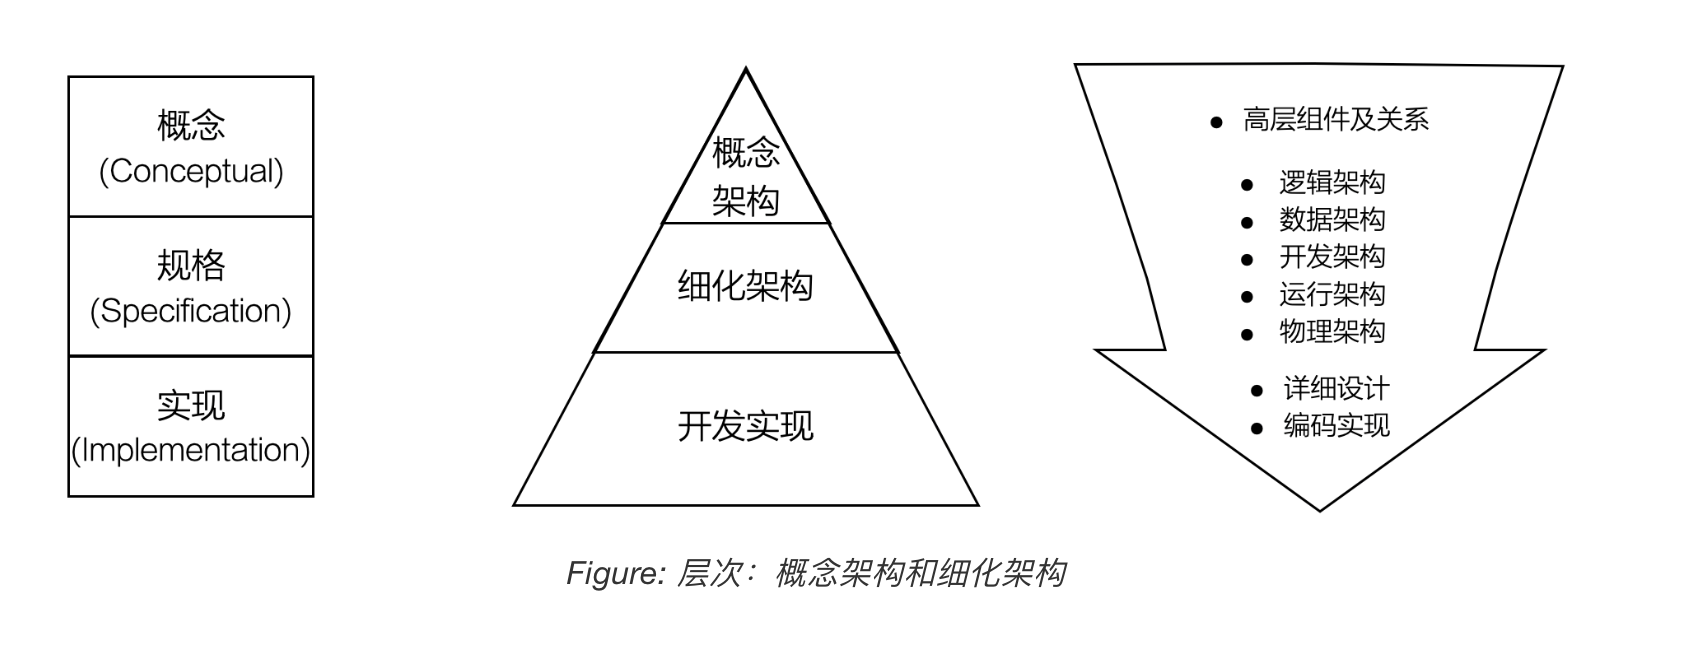 概念
(Conceptual)
规格
(Specification)
实现
(Implementation)
概念
架构
细化架构
开发实现
● 高层组件及关系
● 逻辑架构
● 数据架构
● 开发架构
● 运行架构
● 物理架构
● 详细设计
● 编码实现
Figure: 层次：概念架构和细化架构